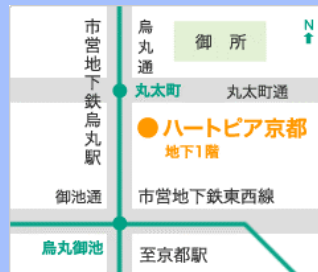 市営地下鉄烏丸駅
烏丸通
御所
N
丸太町
丸太町通
ハートピア京都
地下1階
御池通
市営地下鉄東西線
烏丸御池
至京都駅